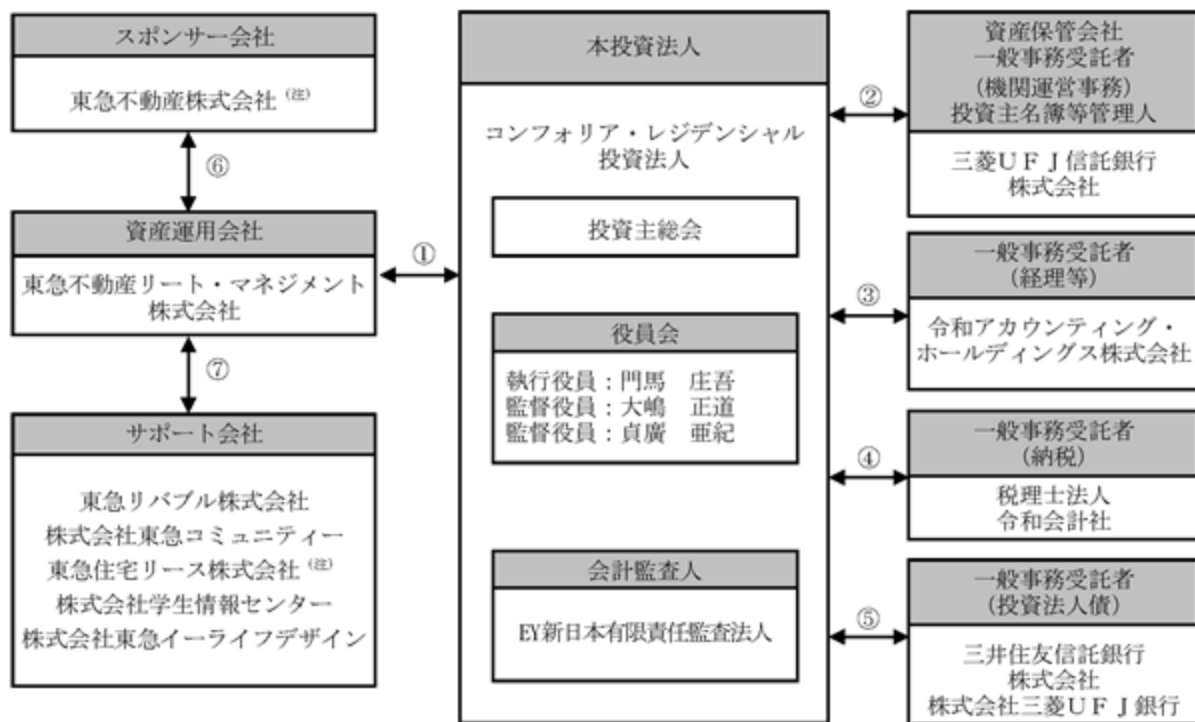 スポンサー会社
東急不動産株式会社 (注)
⑥
資産運用会社
東急不動産リート・マネジメント
株式会社
⑦
サポート会社
東急リバブル株式会社
株式会社東急コミュニティー
東急住宅リース株式会社 (注)
株式会社学生情報センター
株式会社東急イーライフデザイン
①
本投資法人
コンフォリア・レジデンシャル
投資法人
投資主総会
役員会
執行役員:門馬 庄吾
監督役員:大嶋 正道
監督役員:貞廣 亜紀
会計監査人
EY新日本有限責任監査法人
②
資産保管会社
一般事務受託者
(機関運営事務)
投資主名簿等管理人
三菱UFJ信託銀行
株式会社
③
一般事務受託者
(経理等)
令和アカウンティング・
ホールディングス株式会社
④
一般事務受託者
(納税)
税理士法人
令和会計社
⑤
一般事務受託者
(投資法人債)
三井住友信託銀行
株式会社
株式会社三菱UFJ銀行